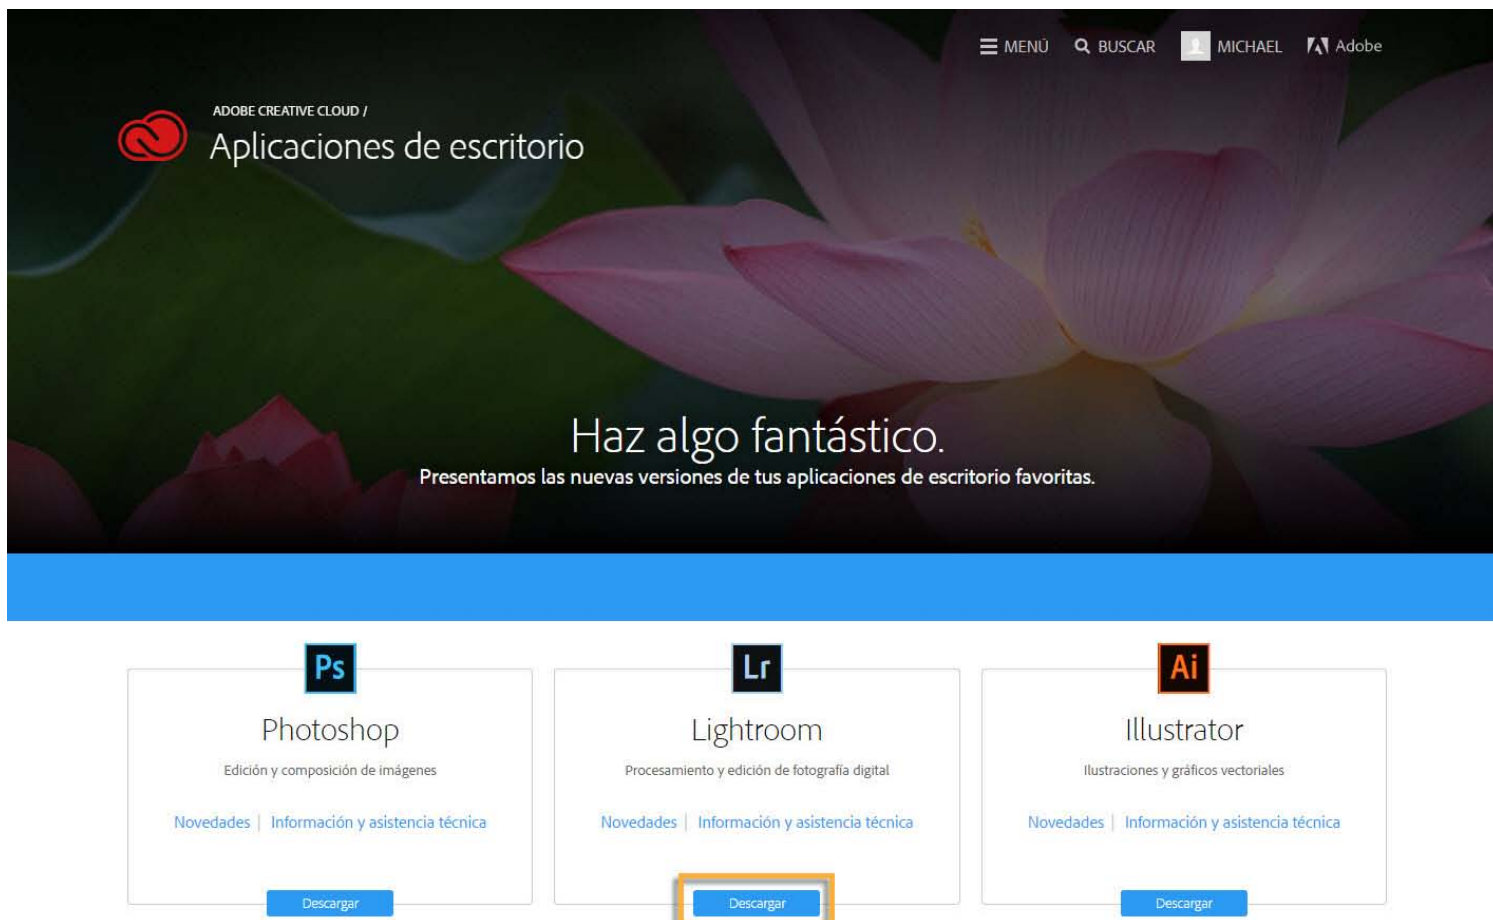 MENÚ BUSCAR MICHAEL Adobe
ADOBE CREATIVE CLOUD /
Aplicaciones de escritorio
Haz algo fantástico.
Presentamos las nuevas versiones de tus aplicaciones de escritorio favoritas.
Ps
Photoshop
Edición y composición de imágenes
Novedades | Información y asistencia técnica
Descargar
Lr
Lightroom
Procesamiento y edición de fotografía digital
Novedades | Información y asistencia técnica
Descargar
Ai
Illustrator
Ilustraciones y gráficos vectoriales
Novedades | Información y asistencia técnica
Descargar